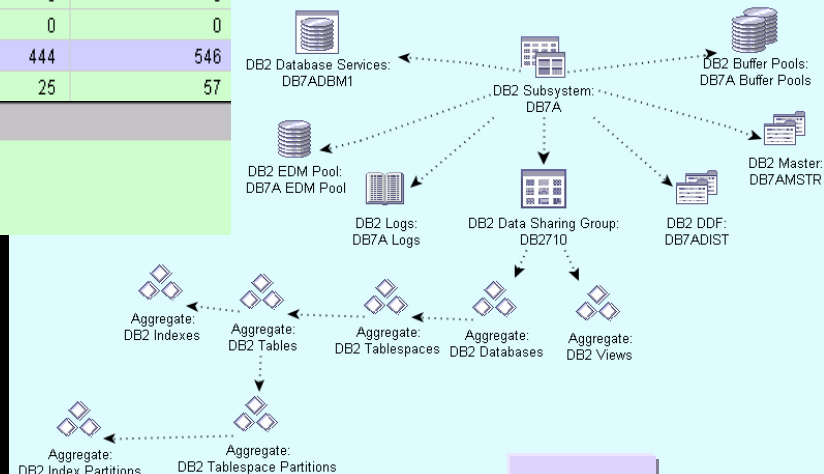 0 0
444 546
25 57
DB2 Database Services:
DB7ADBM1
DB2 Subsystem:
DB7A
DB2 Buffer Pools:
DB7A Buffer Pools
DB2 EDM Pool:
DB7A EDM Pool
DB2 Logs:
DB7A Logs
DB2 Data Sharing Group:
DB2710
DB2 DDF:
DB7ADIST
DB2 Master:
DB7AMSTR
Aggregate:
DB2 Indexes
Aggregate:
DB2 Tables
Aggregate:
DB2 Tablespaces
Aggregate:
DB2 Databases
Aggregate:
DB2 Views
Aggregate:
DB2 Index Partitions
Aggregate:
DB2 Tablespace Partitions